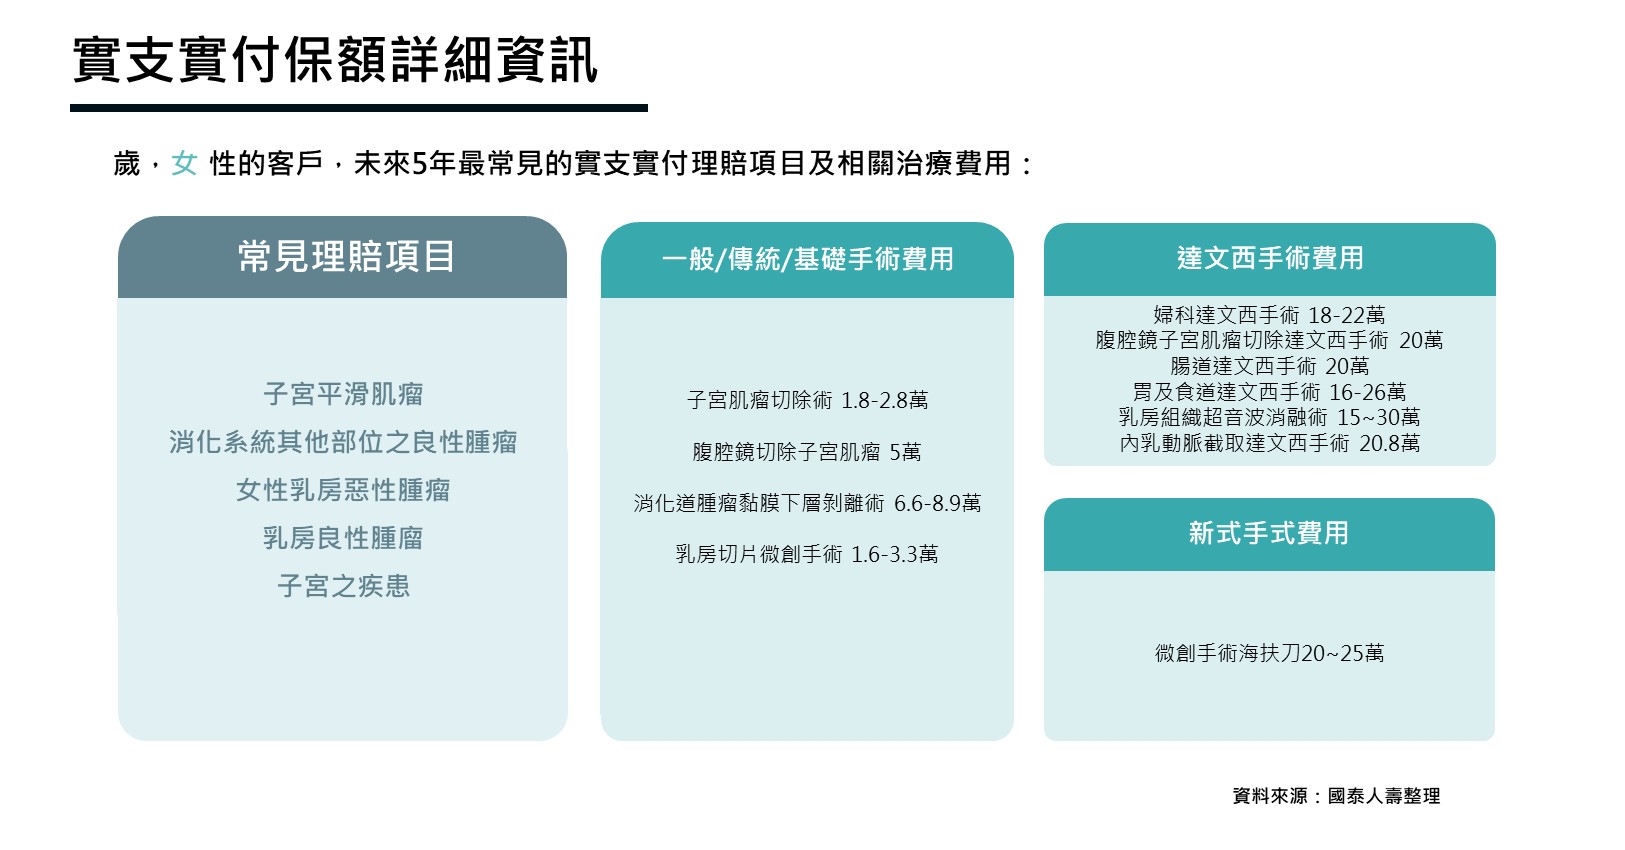 實支實付保額詳細資訊
歲，女 性的客戶，未來5年最常見的實支實付理賠項目及相關治療費用：
常見理賠項目
子宮平滑肌瘤
消化系統其他部位之良性腫瘤
女性乳房惡性腫瘤
乳房良性腫瘤
子宮之疾患
一般/傳統/基礎手術費用
子宮肌瘤切除術 1.8-2.8萬
腹腔鏡切除子宮肌瘤 5萬
消化道腫瘤黏膜下層剝離術 6.6-8.9萬
乳房切片微創手術 1.6-3.3萬
達文西手術費用
婦科達文西手術 18-22萬
腹腔鏡子宮肌瘤切除達文西手術 20萬
腸道達文西手術 20萬
胃及食道達文西手術 16-26萬
乳房組織超音波消融術 15~30萬
內乳動脈截取達文西手術 20.8萬
新式手式費用
微創手術海扶刀20~25萬
資料來源：國泰人壽整理